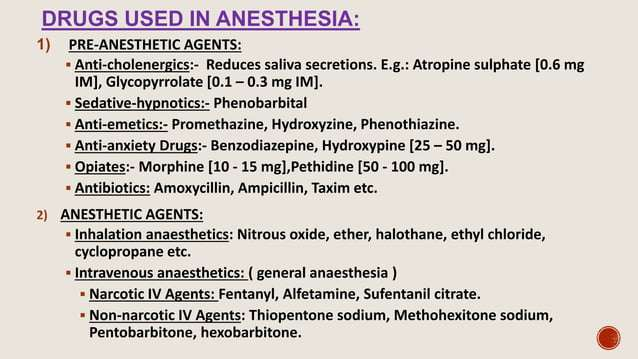 DRUGS USED IN ANESTHESIA:
1) PRE-ANESTHETIC AGENTS:
▪ Anti-cholenergics:- Reduces saliva secretions. E.g.: Atropine sulphate [0.6 mg
IM], Glycopyrrolate [0.1 – 0.3 mg IM].
▪ Sedative-hypnotics:- Phenobarbital
▪ Anti-emetics:- Promethazine, Hydroxyzine, Phenothiazine.
▪ Anti-anxiety Drugs:- Benzodiazepine, Hydroxypine [25 – 50 mg].
▪ Opiates:- Morphine [10 - 15 mg],Pethidine [50 - 100 mg].
▪ Antibiotics: Amoxycillin, Ampicillin, Taxim etc.
2) ANESTHETIC AGENTS:
▪ Inhalation anaesthetics: Nitrous oxide, ether, halothane, ethyl chloride,
cyclopropane etc.
▪ Intravenous anaesthetics: ( general anaesthesia )
▪ Narcotic IV Agents: Fentanyl, Alfetamine, Sufentanil citrate.
▪ Non-narcotic IV Agents: Thiopentone sodium, Methohexitone sodium,
Pentobarbitone, hexobarbitone.